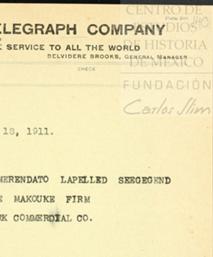 CENTRO DE
ESTUDIOS
DE HISTORIA
DE MÉXICO
FUNDACIÓN
Carlos Slim
TELEGRAPH COMPANY
SERVICE TO ALL THE WORLD
BELVIDERE BROOKS, GENERAL MANAGER
CHECK
18, 1911.
MERENDATO LAPELLED SEEGEGEND
MAKOUKE FIRM
COMMERCIAL CO.